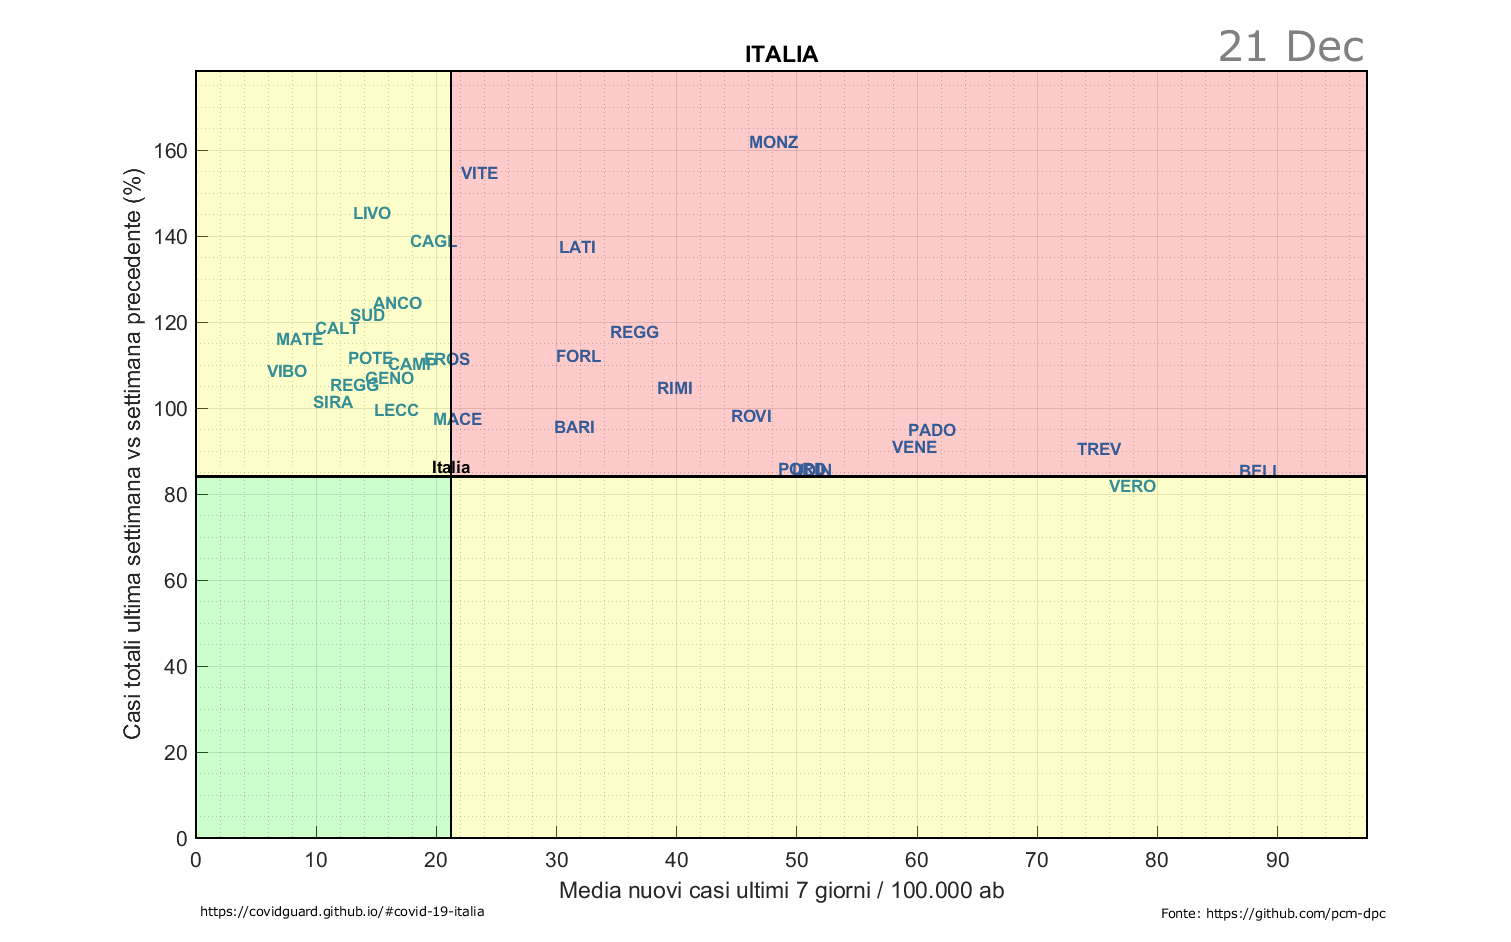 21 Dec
ITALIA
Casi totali ultima settimana vs settimana precedente (%)
160
140
120
100
80
60
40
20
0
MONZ
VITE
LIVO
CAGL
LATI
ANCO
SUD
CALT
REGG
MATE
FORL
POTE
CAMP
FROS
VIBO
GENO
REGG
RIMI
SIRA
LECC
ROVI
MACE
BARI
PADO
VENE
TREV
Italia
PORD
BELL
VERO
0 10 20 30 40 50 60 70 80 90
Media nuovi casi ultimi 7 giorni / 100.000 ab
https://covidguard.github.io/#covid-19-italia
Fonte: https://github.com/pcm-dpc